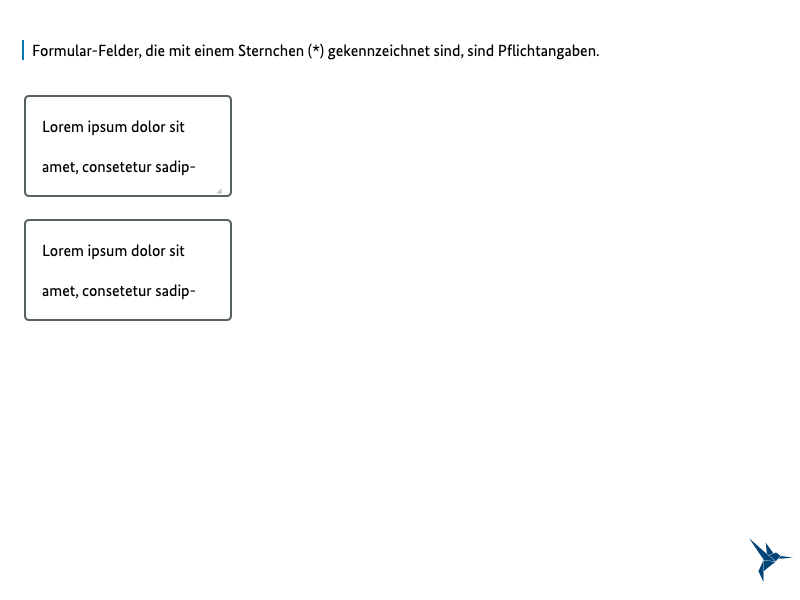 Formular-Felder, die mit einem Sternchen (*) gekennzeichnet sind, sind Pflichtangaben.
Lorem ipsum dolor sit
amet, consetetur sadip-
Lorem ipsum dolor sit
amet, consetetur sadip-